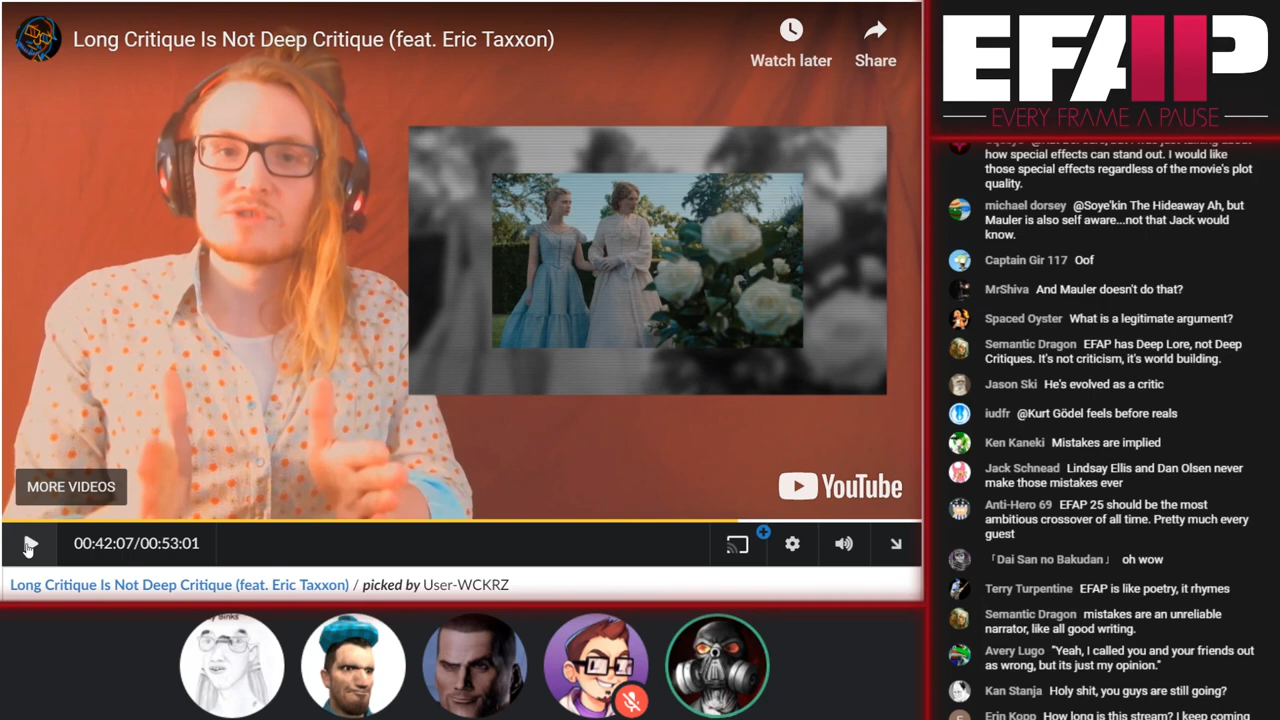 Long Critique Is Not Deep Critique (feat. Eric Taxxon)
Watch later
Share
MORE VIDEOS
YouTube
00:42:07/00:53:01
Long Critique Is Not Deep Critique (feat. Eric Taxxon) / picked by User-WCKRZ
EFAP
EVERY FRAME A PAUSE
how special effects can stand out. I would like
those special effects regardless of the movie's plot
quality.
michael dorsey @Soye'kin The Hideaway Ah, but
Mauler is also self aware...not that Jack would
know.
Captain Gir 117 Oof
MrShiva And Mauler doesn't do that?
Spaced Oyster What is a legitimate argument?
Semantic Dragon EFAP has Deep Lore, not Deep
Critiques. It's not criticism, it's world building.
Jason Ski He's evolved as a critic
iudfr @Kurt Gödel feels before reals
Ken Kaneki Mistakes are implied
Jack Schnead Lindsay Ellis and Dan Olsen never
make those mistakes ever
Anti-Hero 69 EFAP 25 should be the most
ambitious crossover of all time. Pretty much every
guest
「Dai San no Bakudan」 oh wow
Terry Turpentine EFAP is like poetry, it rhymes
Semantic Dragon mistakes are an unreliable
narrator, like all good writing.
Avery Lugo "Yeah, I called you and your friends out
as wrong, but its just my opinion."
Kan Stanja Holy shit, you guys are still going?
Erin Kopp How long is this stream? I keep coming